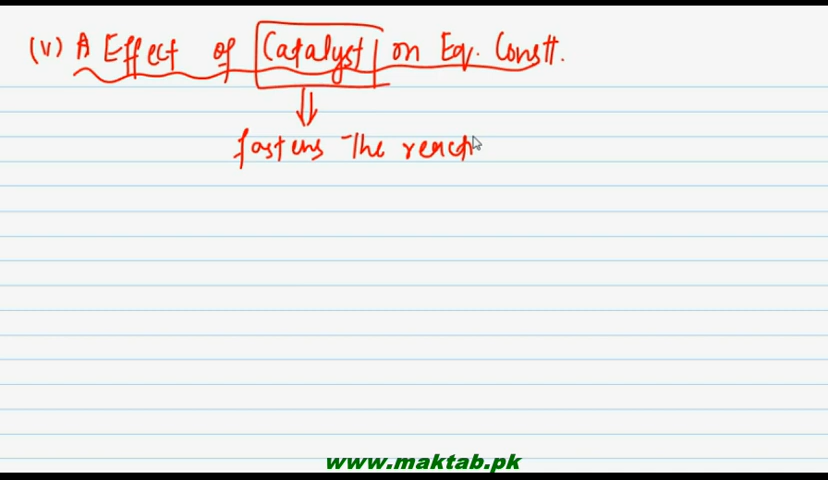 (V) A Effect of Catalyst on Eq. Constt.
fastens The react
www.maktab.pk